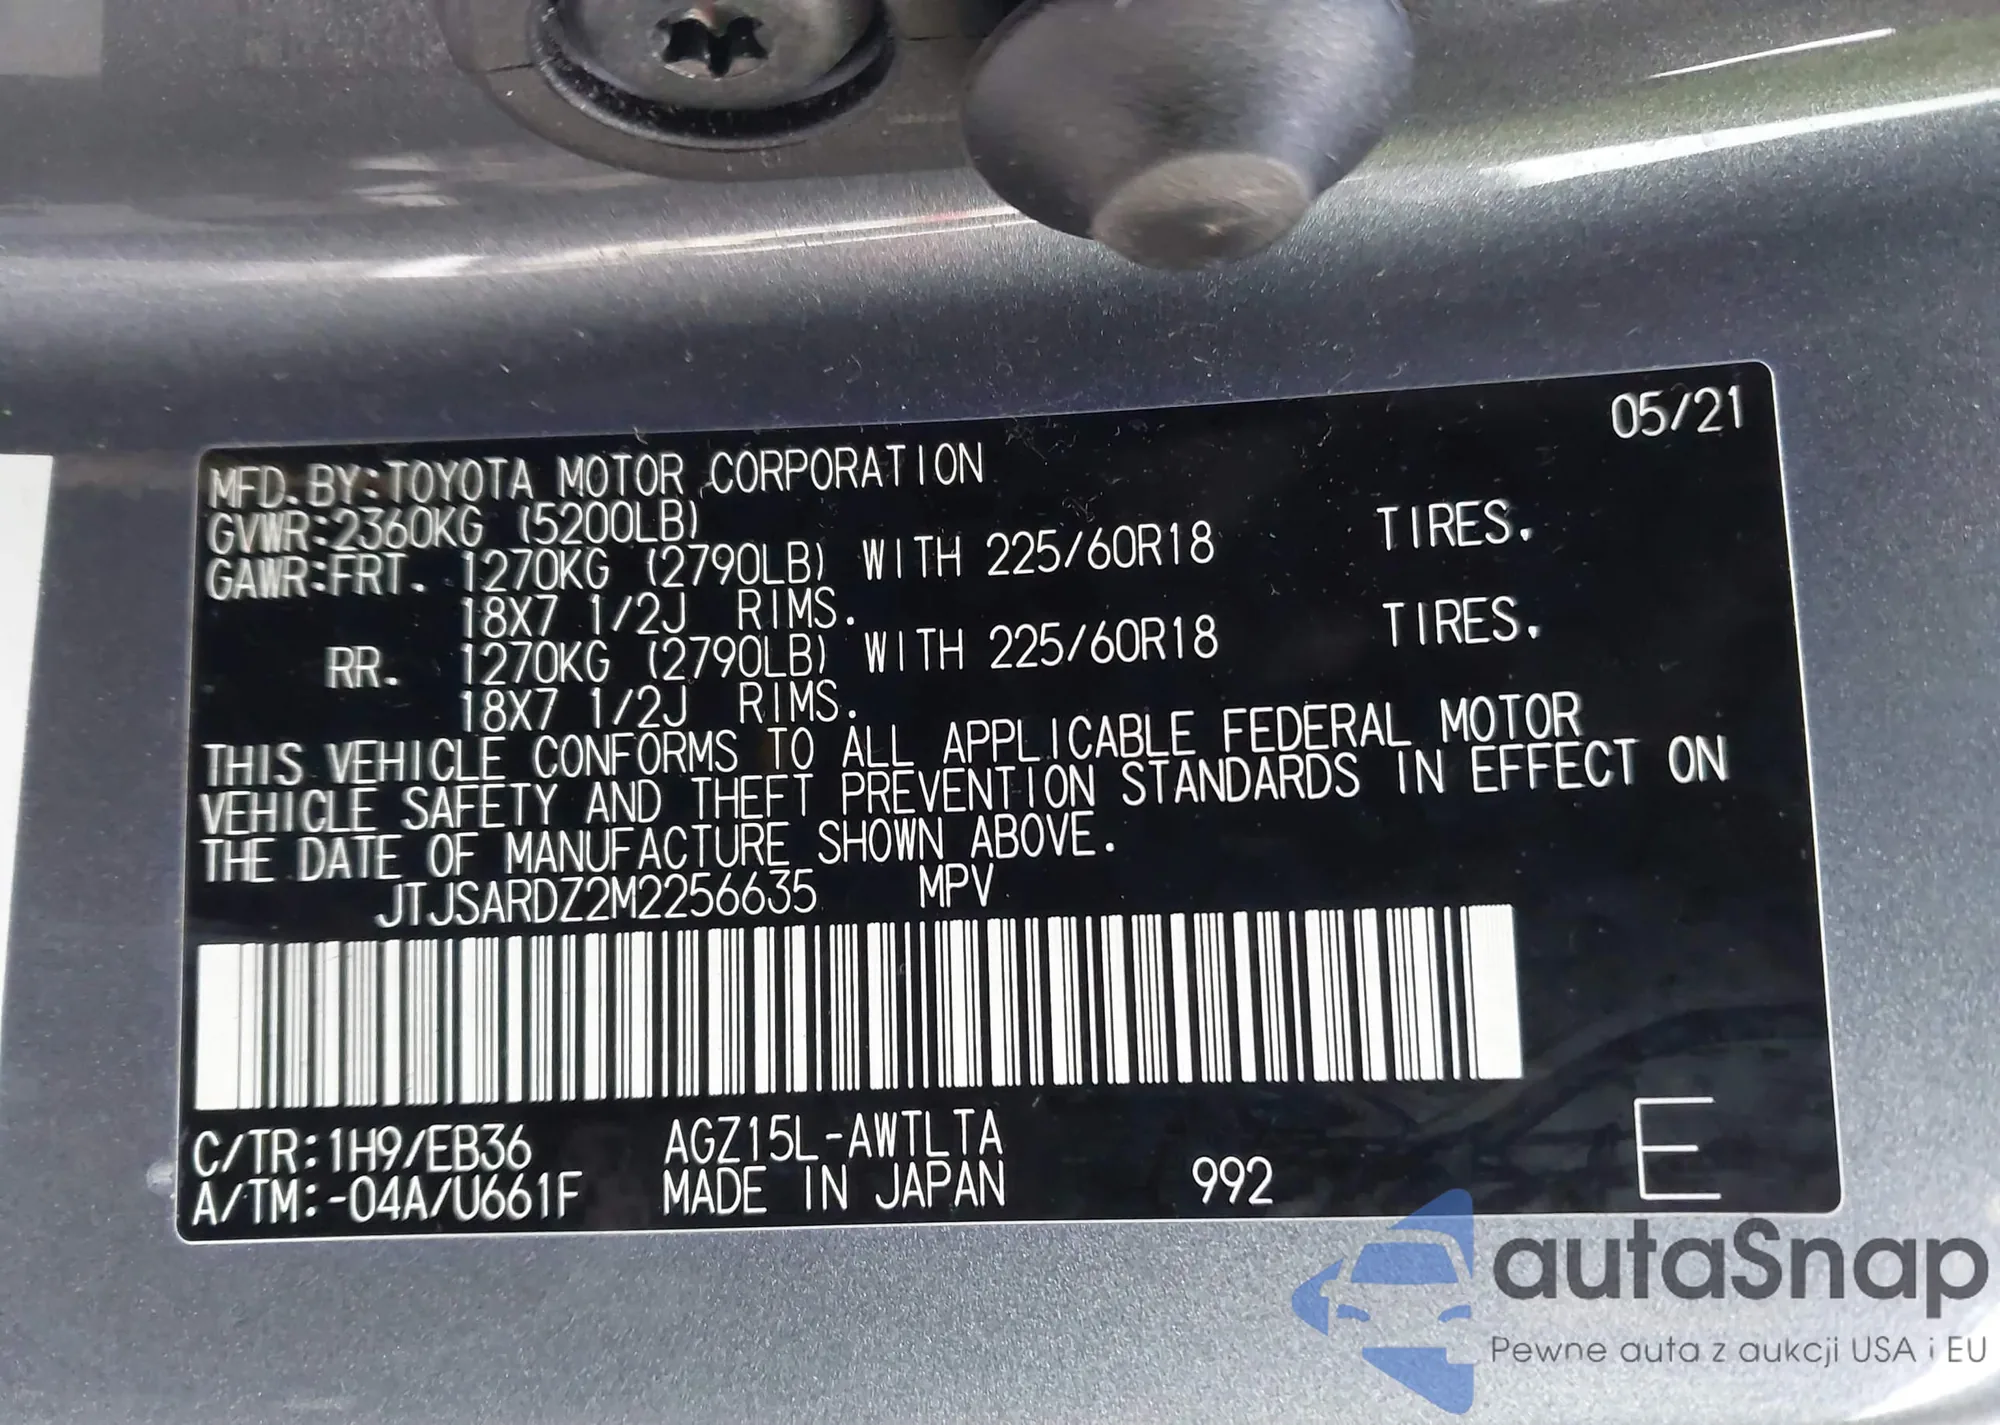 05/21
MFD.BY:TOYOTA MOTOR CORPORATION
GVWR:2360KG (5200LB)
GAWR:FRT. 1270KG (2790LB) WITH 225/60R18 TIRES.
18X7 1/2J RIMS.
RR. 1270KG (2790LB) WITH 225/60R18 TIRES.
18X7 1/2J RIMS.
THIS VEHICLE CONFORMS TO ALL APPLICABLE FEDERAL MOTOR
VEHICLE SAFETY AND THEFT PREVENTION STANDARDS IN EFFECT ON
THE DATE OF MANUFACTURE SHOWN ABOVE.
JTJSARDZ2M2256635 MPV
C/TR:1H9/EB36 AGZ15L-AWTLTA
A/TM:-04A/U661F MADE IN JAPAN 992 E
autaSnap
Pewne auta z aukcji USA i EU